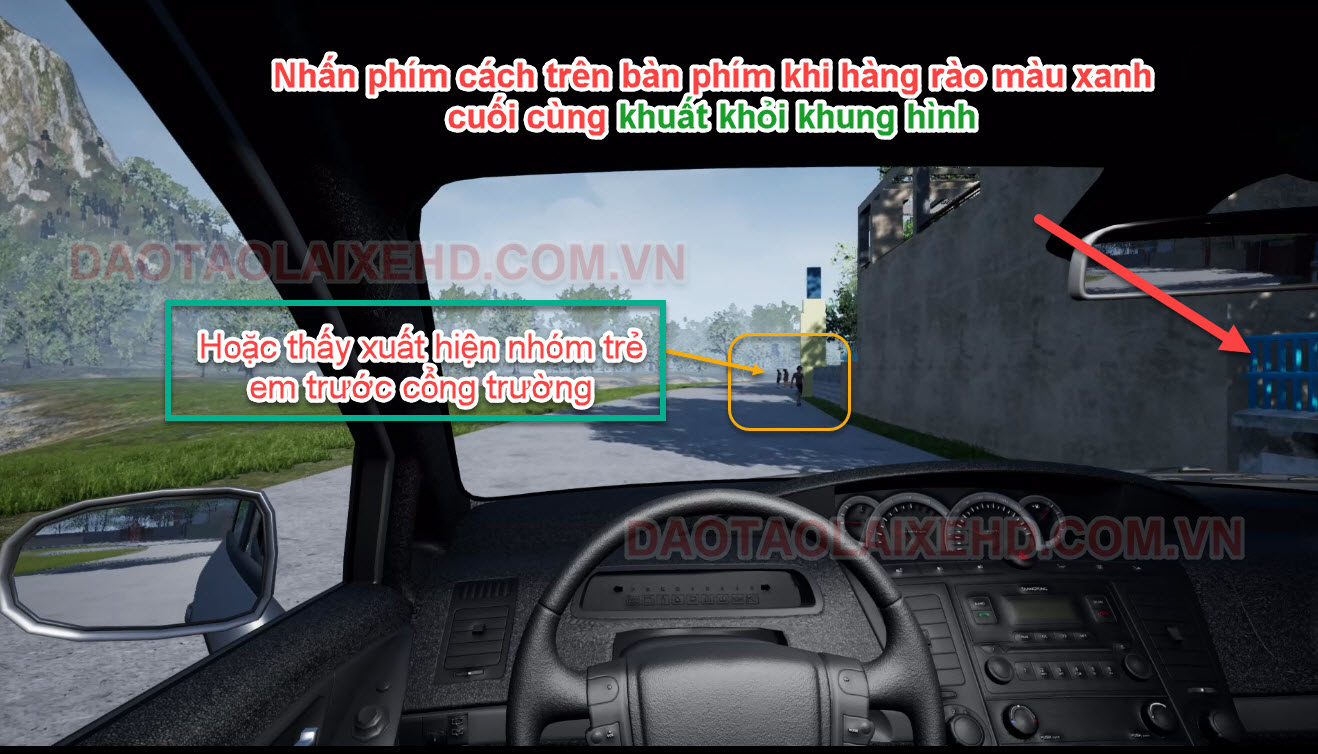 Nhấn phím cách trên bàn phím khi hàng rào màu xanh
cuối cùng khuất khỏi khung hình
DAOTAOLAIXEHD.COM.VN
Hoặc thấy xuất hiện nhóm trẻ
em trước cổng trường
DAOTAOLAIXEHD.COM.VN